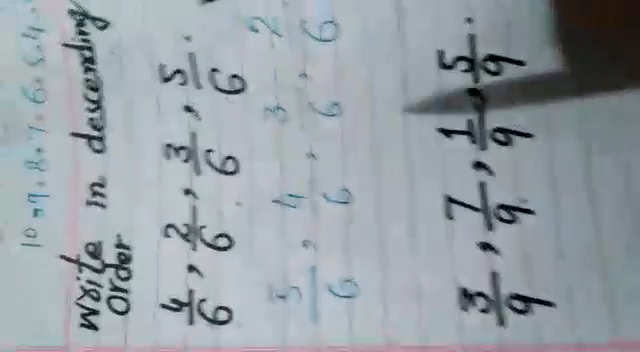 10, 9, 8, 7, 6, 5, 4,
Write in descending
order
4/6, 2/6, 3/6, 5/6.
5/6, 4/6, 3/6, 2/6
3/9, 7/9, 1/9, 5/9.